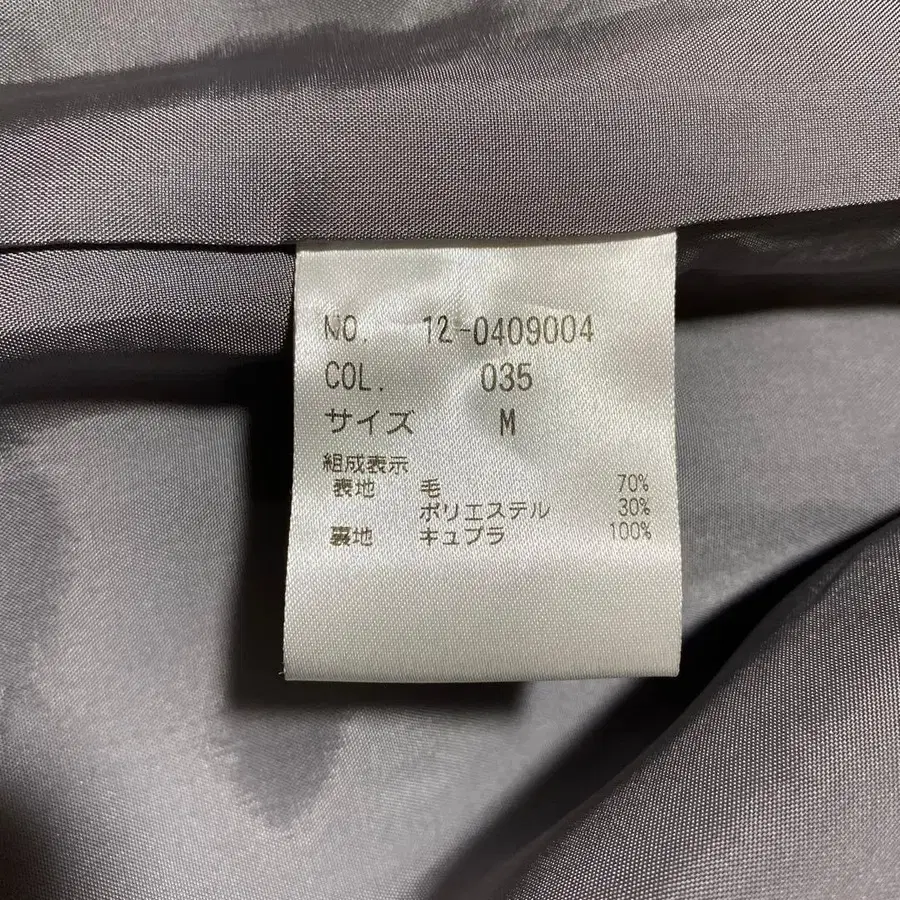 NO. 12-0409004
COL. 035
サイズ M
組成表示
表地 毛 70%
ポリエステル 30%
裏地 キュプラ 100%